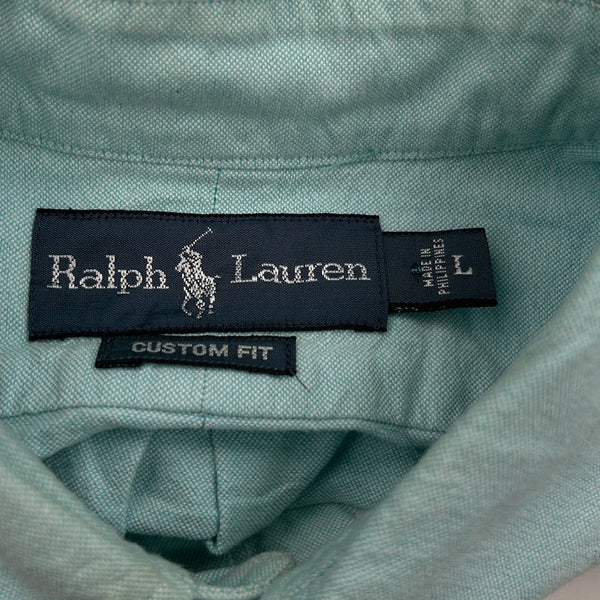 Ralph Lauren
CUSTOM FIT
MADE IN
PHILIPPINES
L